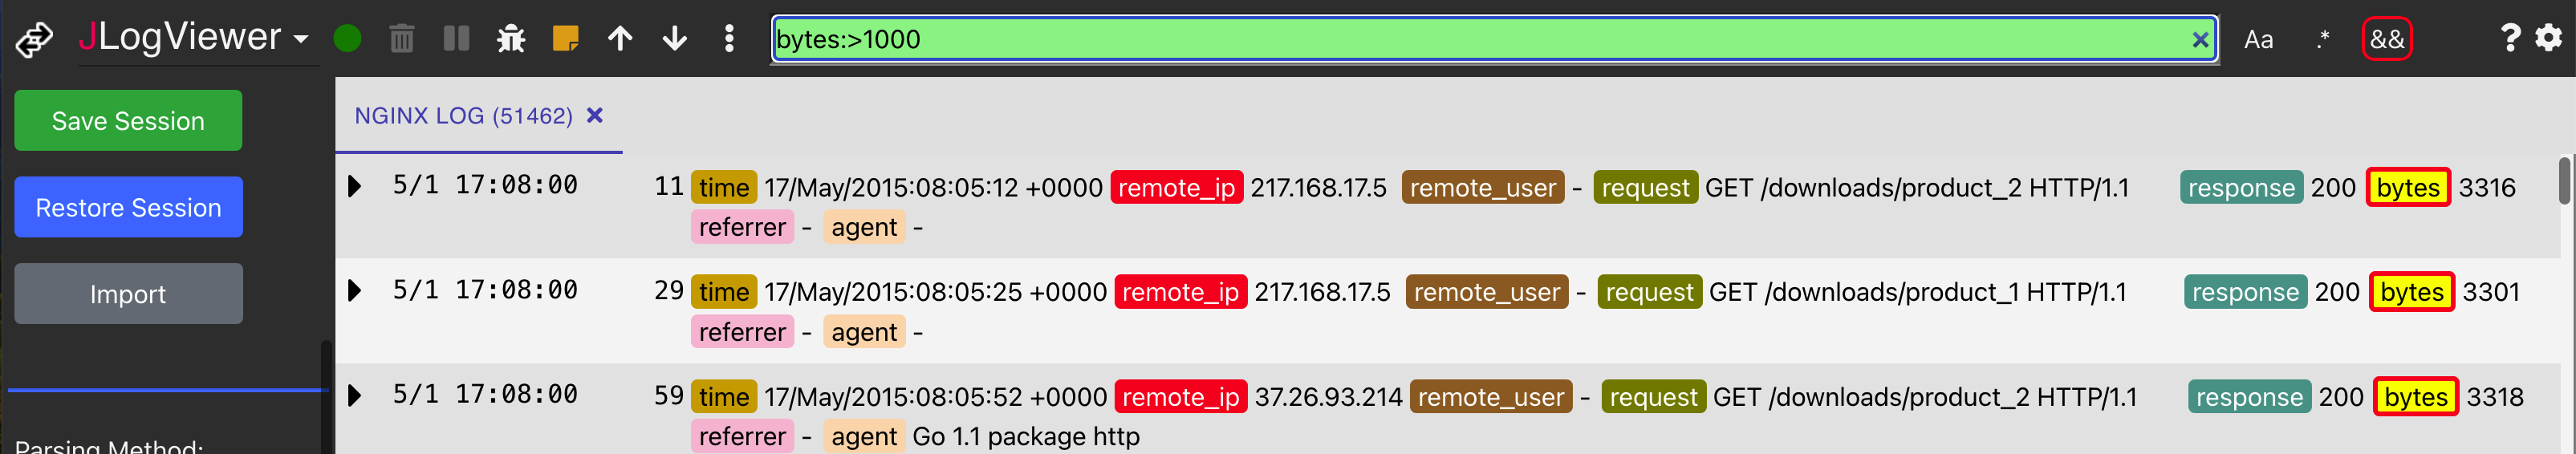 JLogViewer
bytes:>1000
Aa
.*
&&
?
Save Session
Restore Session
Import
Parsing Method:
NGINX LOG (51462)
5/1 17:08:00 11 time 17/May/2015:08:05:12 +0000 remote_ip 217.168.17.5 remote_user - request GET /downloads/product_2 HTTP/1.1 response 200 bytes 3316
referrer - agent -
5/1 17:08:00 29 time 17/May/2015:08:05:25 +0000 remote_ip 217.168.17.5 remote_user - request GET /downloads/product_1 HTTP/1.1 response 200 bytes 3301
referrer - agent -
5/1 17:08:00 59 time 17/May/2015:08:05:52 +0000 remote_ip 37.26.93.214 remote_user - request GET /downloads/product_2 HTTP/1.1 response 200 bytes 3318
referrer - agent Go 1.1 package http